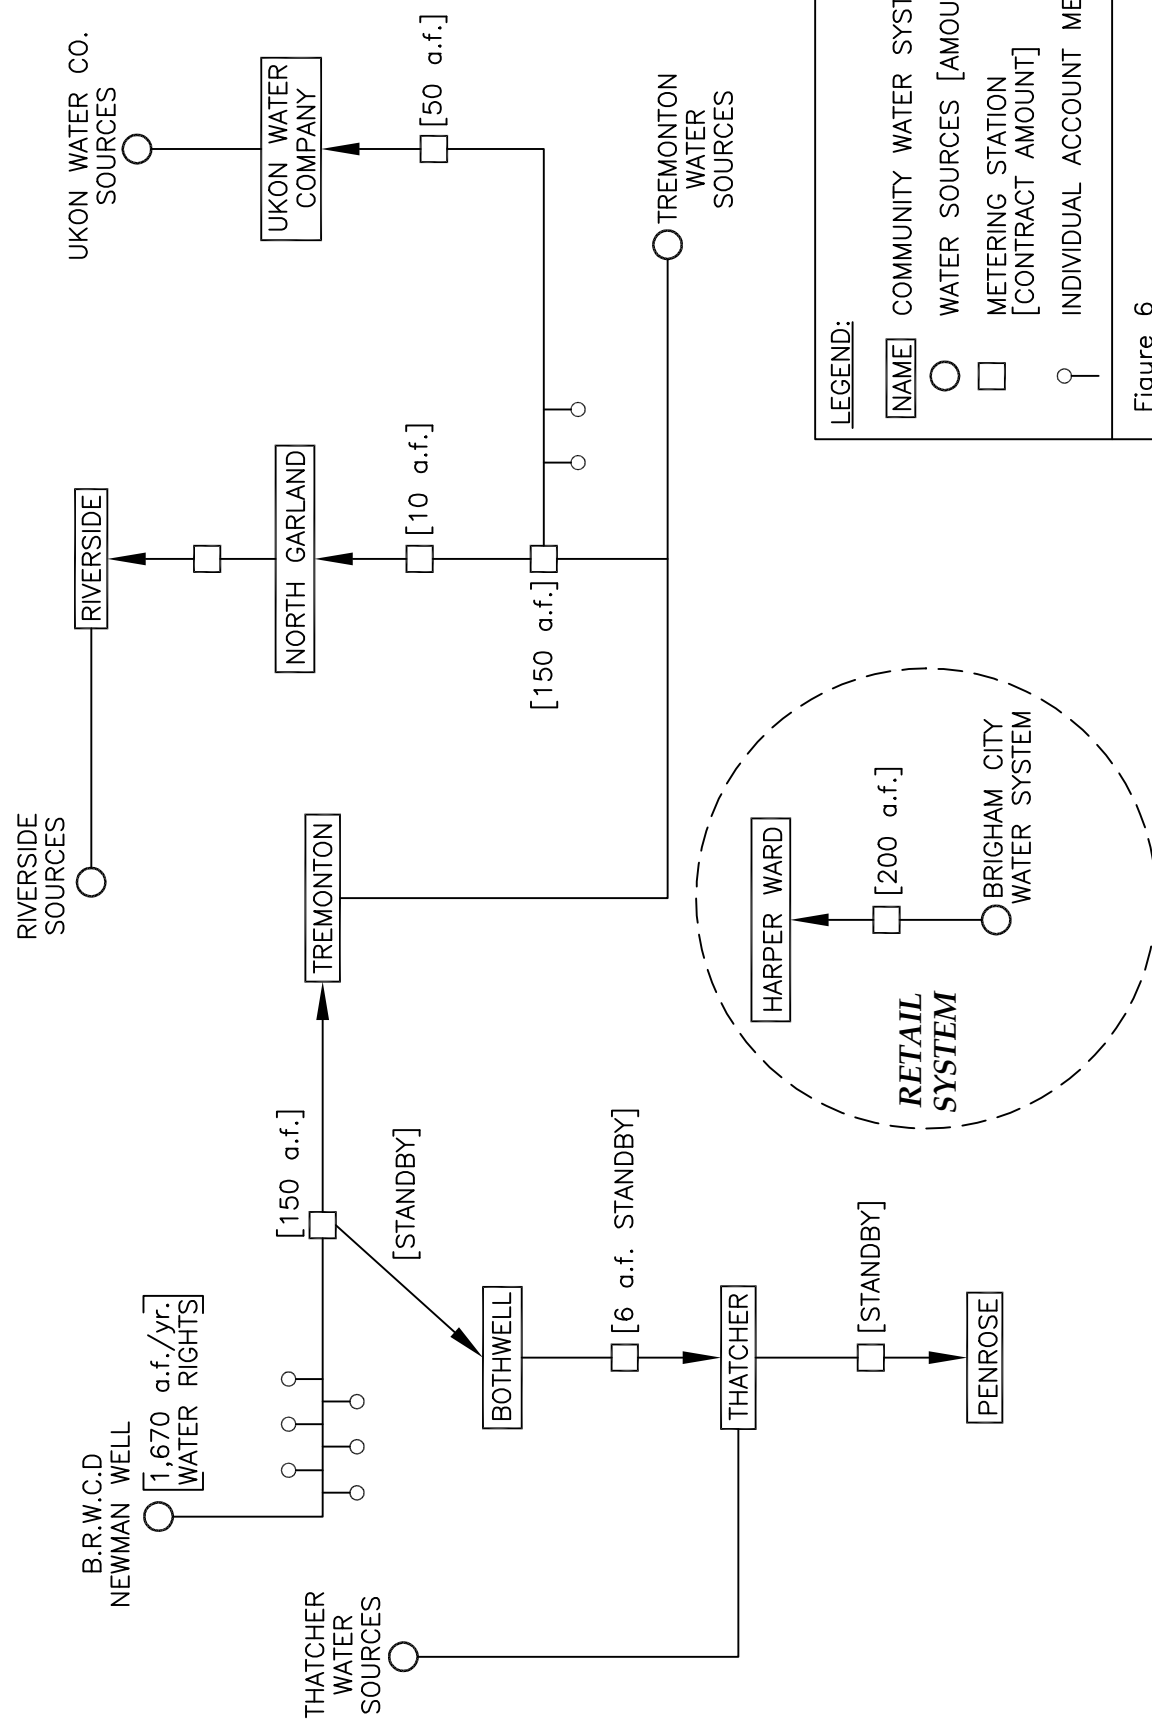 RIVERSIDE
SOURCES
UKON WATER CO.
SOURCES
RIVERSIDE
B.R.W.C.D
NEWMAN WELL
[1,670 a.f./yr.
WATER RIGHTS]
THATCHER
WATER
SOURCES
[150 a.f.]
TREMONTON
NORTH GARLAND
UKON WATER
COMPANY
[STANDBY]
[10 a.f.]
[50 a.f.]
BOTHWELL
[150 a.f.]
[6 a.f. STANDBY]
TREMONTON
WATER
SOURCES
THATCHER
HARPER WARD
[STANDBY]
[200 a.f.]
RETAIL
SYSTEM
PENROSE
BRIGHAM CITY
WATER SYSTEM
LEGEND:
NAME COMMUNITY WATER SYST
WATER SOURCES [AMOU
METERING STATION
[CONTRACT AMOUNT]
INDIVIDUAL ACCOUNT ME
Figure 6